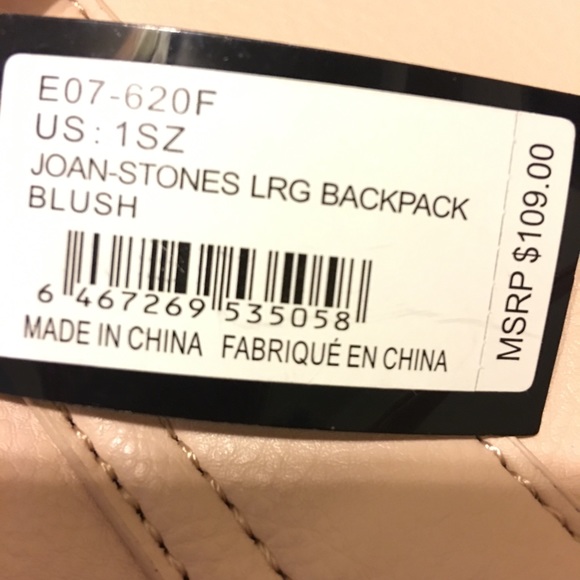 E07-620F
US: 1SZ
JOAN-STONES LRG BACKPACK
BLUSH
6 467269 535058
MADE IN CHINA FABRIQUÉ EN CHINA
MSRP $109.00